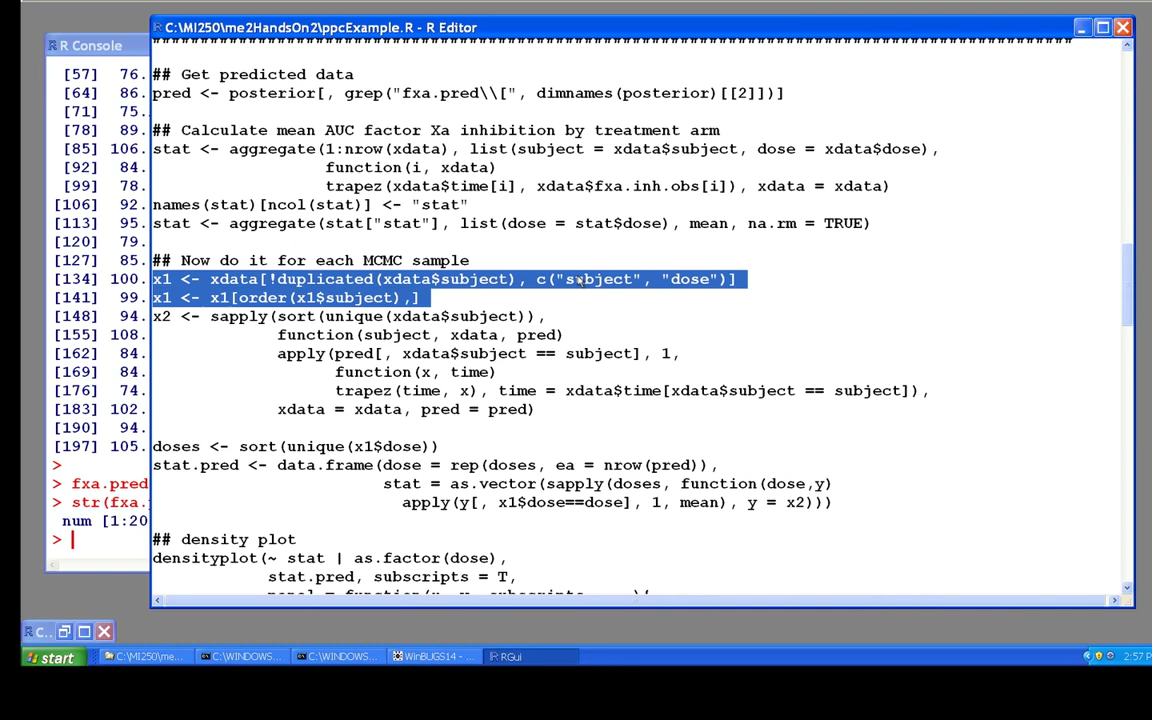 C:\MI250\me2HandsOn2\ppcExample.R - R Editor
R Console
[57] 76.
[64] 86.
[71] 75.
[78] 89.
[85] 106.
[92] 84.
[99] 78.
[106] 92.
[113] 95.
[120] 79.
[127] 85.
[134] 100.
[141] 99.
[148] 94.
[155] 108.
[162] 84.
[169] 84.
[176] 74.
[183] 102.
[190] 94.
[197] 105.
>
> fxa.pred
> str(fxa.
num [1:20
>
## Get predicted data
pred <- posterior[, grep("fxa.pred\\[", dimnames(posterior)[[2]])]
## Calculate mean AUC factor Xa inhibition by treatment arm
stat <- aggregate(1:nrow(xdata), list(subject = xdata$subject, dose = xdata$dose),
function(i, xdata)
trapez(xdata$time[i], xdata$fxa.inh.obs[i]), xdata = xdata)
names(stat)[ncol(stat)] <- "stat"
stat <- aggregate(stat["stat"], list(dose = stat$dose), mean, na.rm = TRUE)
## Now do it for each MCMC sample
x1 <- xdata[!duplicated(xdata$subject), c("subject", "dose")]
x1 <- x1[order(x1$subject),]
x2 <- sapply(sort(unique(xdata$subject)),
function(subject, xdata, pred)
apply(pred[, xdata$subject == subject], 1,
function(x, time)
trapez(time, x), time = xdata$time[xdata$subject == subject]),
xdata = xdata, pred = pred)
doses <- sort(unique(x1$dose))
stat.pred <- data.frame(dose = rep(doses, ea = nrow(pred)),
stat = as.vector(sapply(doses, function(dose,y)
apply(y[, x1$dose==dose], 1, mean), y = x2)))
## density plot
densityplot(~ stat | as.factor(dose),
stat.pred, subscripts = T,
C..
start
C:\MI250\me...
C:\WINDOWS...
C:\WINDOWS...
WinBUGS14 - ...
RGui
2:57 P